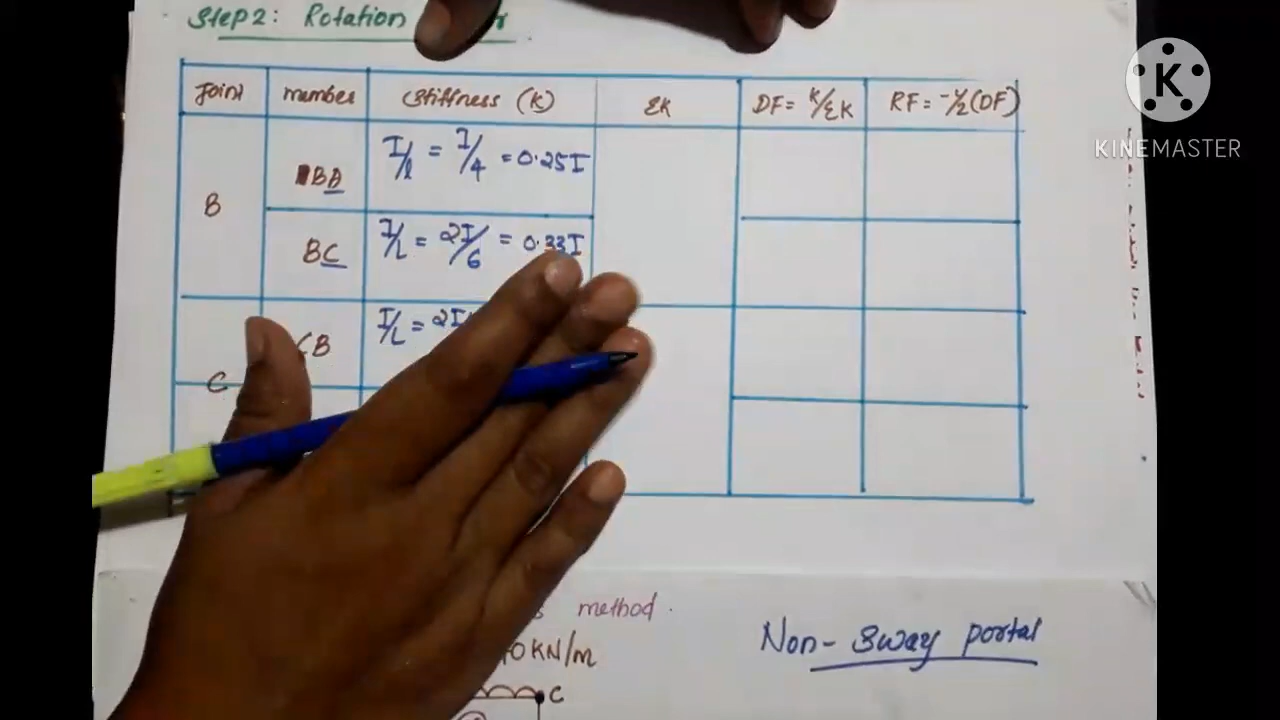 Step 2: Rotation
Joint member Stiffness (K) ΣK DF = K/ΣK RF = -1/2(DF)
B BA I/l = I/4 = 0.25I
BC I/L = 2I/6 = 0.33I
C CB I/L = 2I
method.
KN/m
C
Non-sway portal
K
KINEMASTER